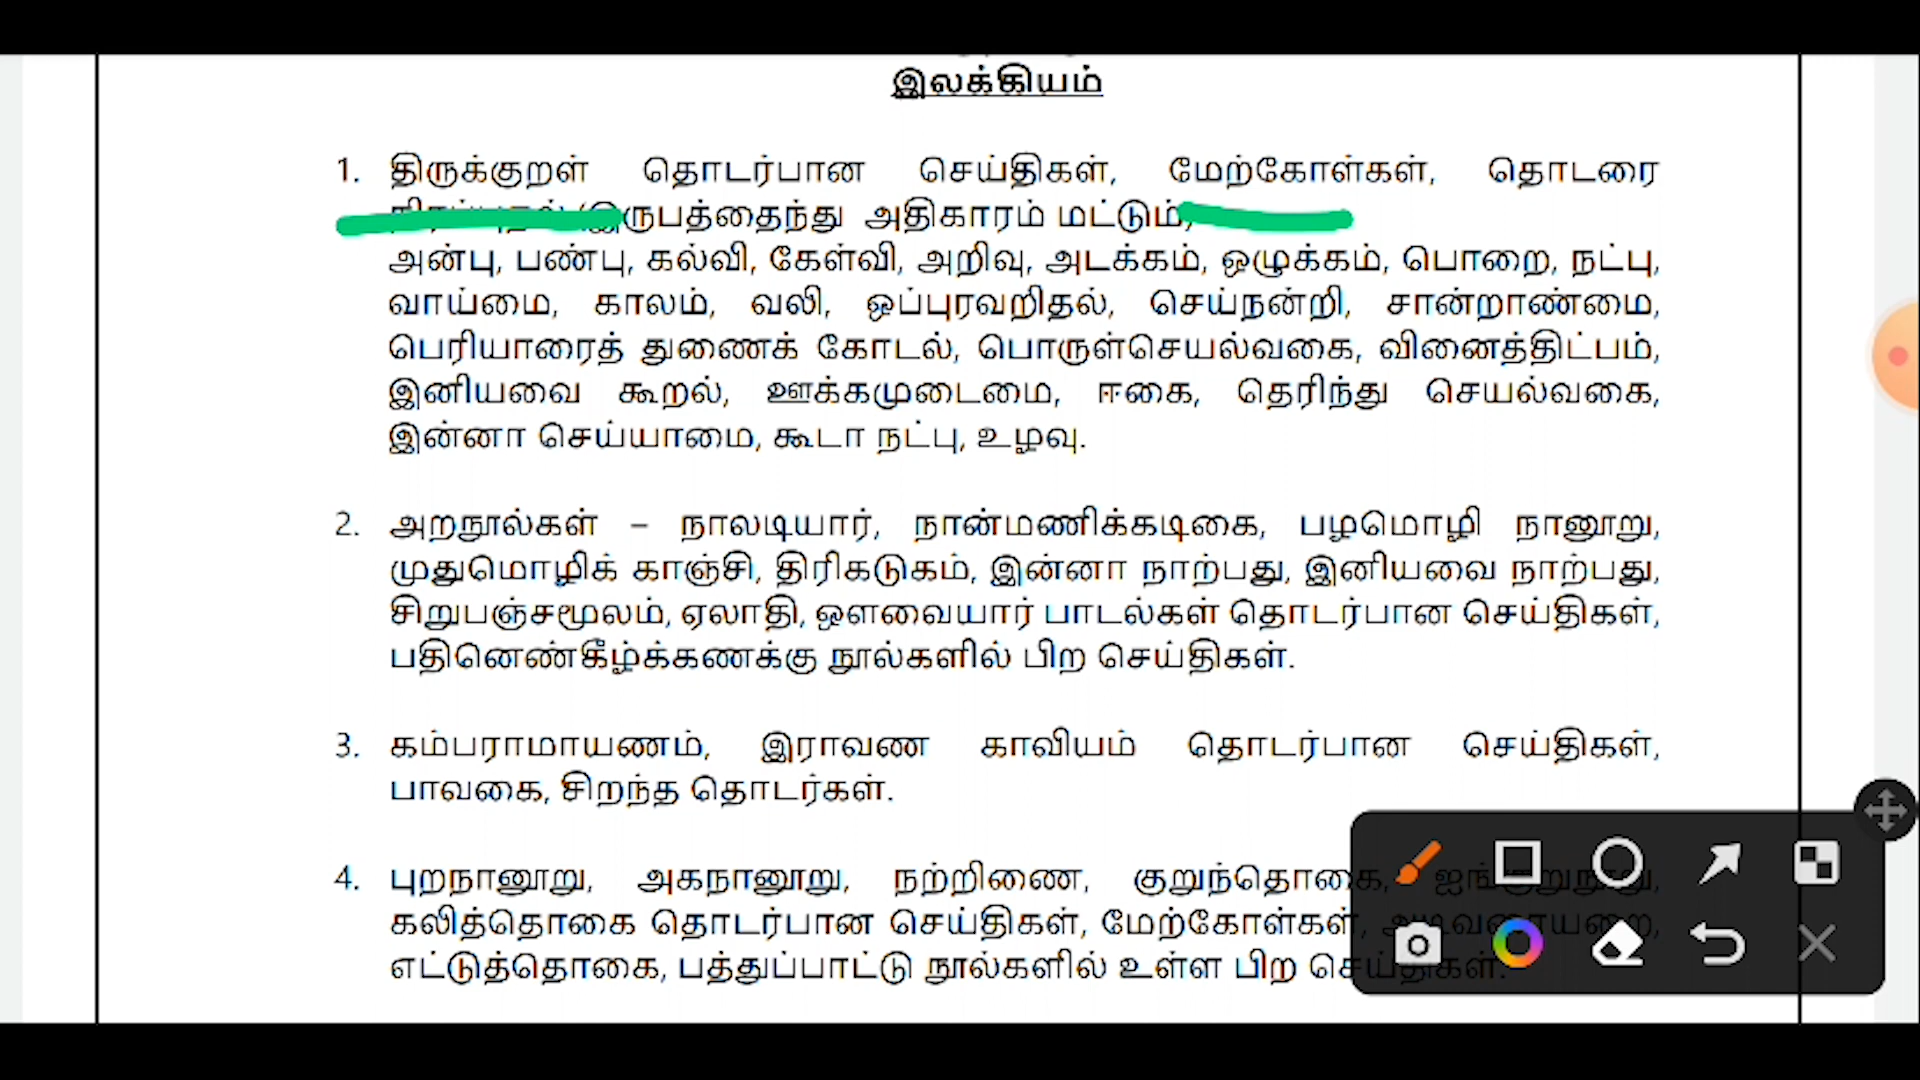 இலக்கியம்
1. திருக்குறள் தொடர்பான செய்திகள், மேற்கோள்கள், தொடரை
இருபத்தைந்து அதிகாரம் மட்டும்)
அன்பு, பண்பு, கல்வி, கேள்வி, அறிவு, அடக்கம், ஒழுக்கம், பொறை, நட்பு,
வாய்மை, காலம், வலி, ஒப்புரவறிதல், செய்நன்றி, சான்றாண்மை,
பெரியாரைத் துணைக் கோடல், பொருள்செயல்வகை, வினைத்திட்பம்,
இனியவை கூறல், ஊக்கமுடைமை, ஈகை, தெரிந்து செயல்வகை,
இன்னா செய்யாமை, கூடா நட்பு, உழவு.
2. அறநூல்கள் – நாலடியார், நான்மணிக்கடிகை, பழமொழி நானூறு,
முதுமொழிக் காஞ்சி, திரிகடுகம், இன்னா நாற்பது, இனியவை நாற்பது,
சிறுபஞ்சமூலம், ஏலாதி, ஔவையார் பாடல்கள் தொடர்பான செய்திகள்,
பதினெண்கீழ்க்கணக்கு நூல்களில் பிற செய்திகள்.
3. கம்பராமாயணம், இராவண காவியம் தொடர்பான செய்திகள்,
பாவகை, சிறந்த தொடர்கள்.
4. புறநானூறு, அகநானூறு, நற்றிணை, குறுந்தொகை, ஐங்குறுநூறு,
கலித்தொகை தொடர்பான செய்திகள், மேற்கோள்கள், அடிவரையறை,
எட்டுத்தொகை, பத்துப்பாட்டு நூல்களில் உள்ள பிற செய்திகள்.